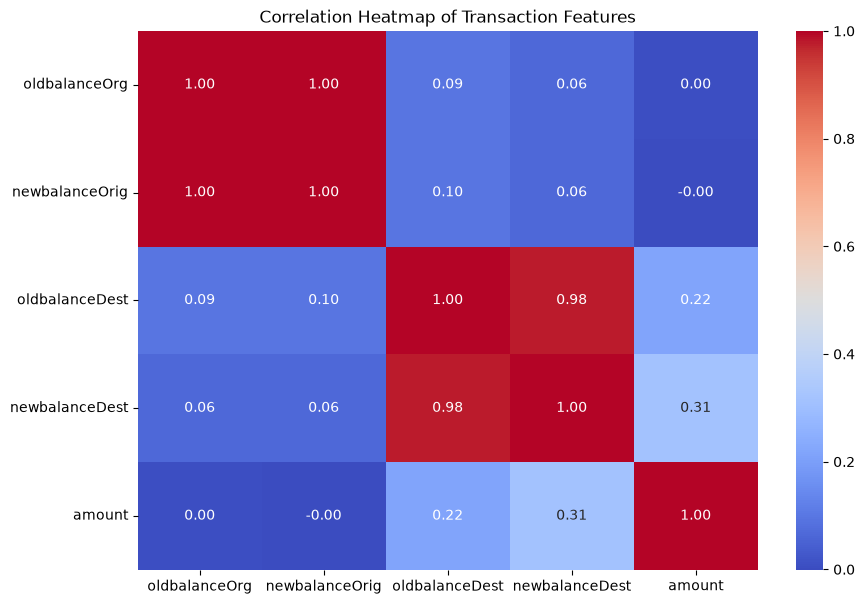 Correlation Heatmap of Transaction Features
oldbalanceOrg 1.00 1.00 0.09 0.06 0.00
newbalanceOrig 1.00 1.00 0.10 0.06 -0.00
oldbalanceDest 0.09 0.10 1.00 0.98 0.22
newbalanceDest 0.06 0.06 0.98 1.00 0.31
amount 0.00 -0.00 0.22 0.31 1.00
oldbalanceOrg newbalanceOrig oldbalanceDest newbalanceDest amount
1.0
0.8
0.6
0.4
0.2
0.0